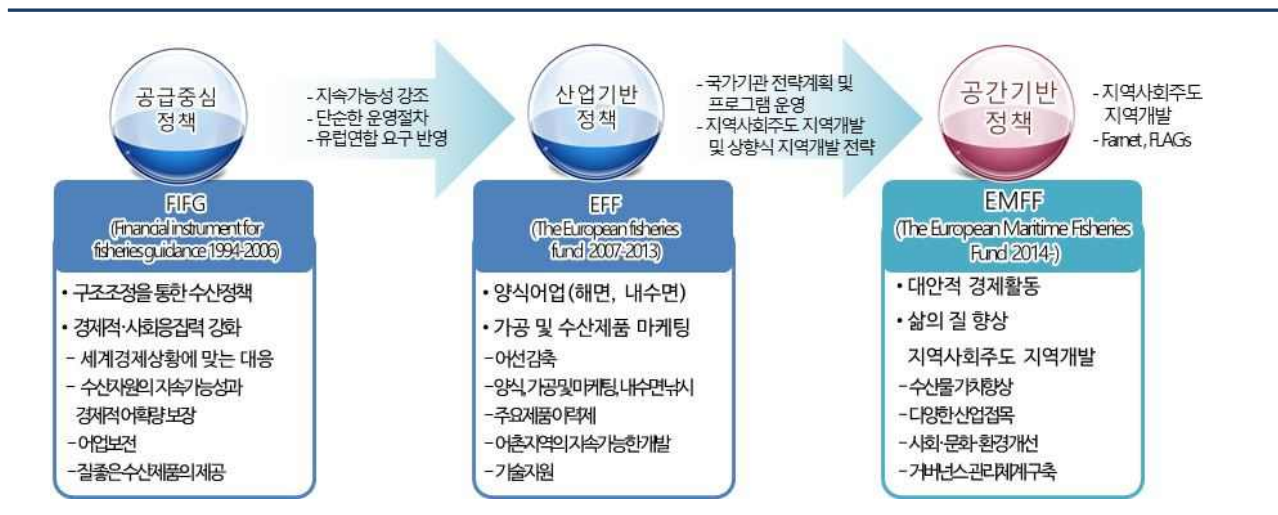 공급중심
정책
- 지속가능성 강조
- 단순한 운영절차
- 유럽연합 요구 반영
산업기반
정책
- 국가기관 전략계획 및
프로그램 운영
- 지역사회주도 지역개발
및 상향식 지역개발 전략
공간기반
정책
- 지역사회주도
지역개발
- Farnet, FLAGs
FIFG
(Financial instrument for
fisheries guidance 1994-2006)
• 구조조정을 통한 수산정책
• 경제적·사회응집력 강화
- 세계경제상황에 맞는 대응
- 수산자원의 지속가능성과
경제적 어획량 보장
- 어업보전
- 질좋은 수산제품의 제공
EFF
(The European fisheries
fund 2007-2013)
• 양식어업(해면, 내수면)
• 가공 및 수산제품 마케팅
- 어선감축
- 양식, 가공 및 마케팅, 내수면낚시
- 주요제품이력제
- 어촌지역의 지속가능한 개발
- 기술지원
EMFF
(The European Maritime Fisheries
Fund 2014-)
• 대안적 경제활동
• 삶의 질 향상
지역사회주도 지역개발
- 수산물 가치향상
- 다양한 산업접목
- 사회·문화·환경개선
- 거버넌스 관리체계구축